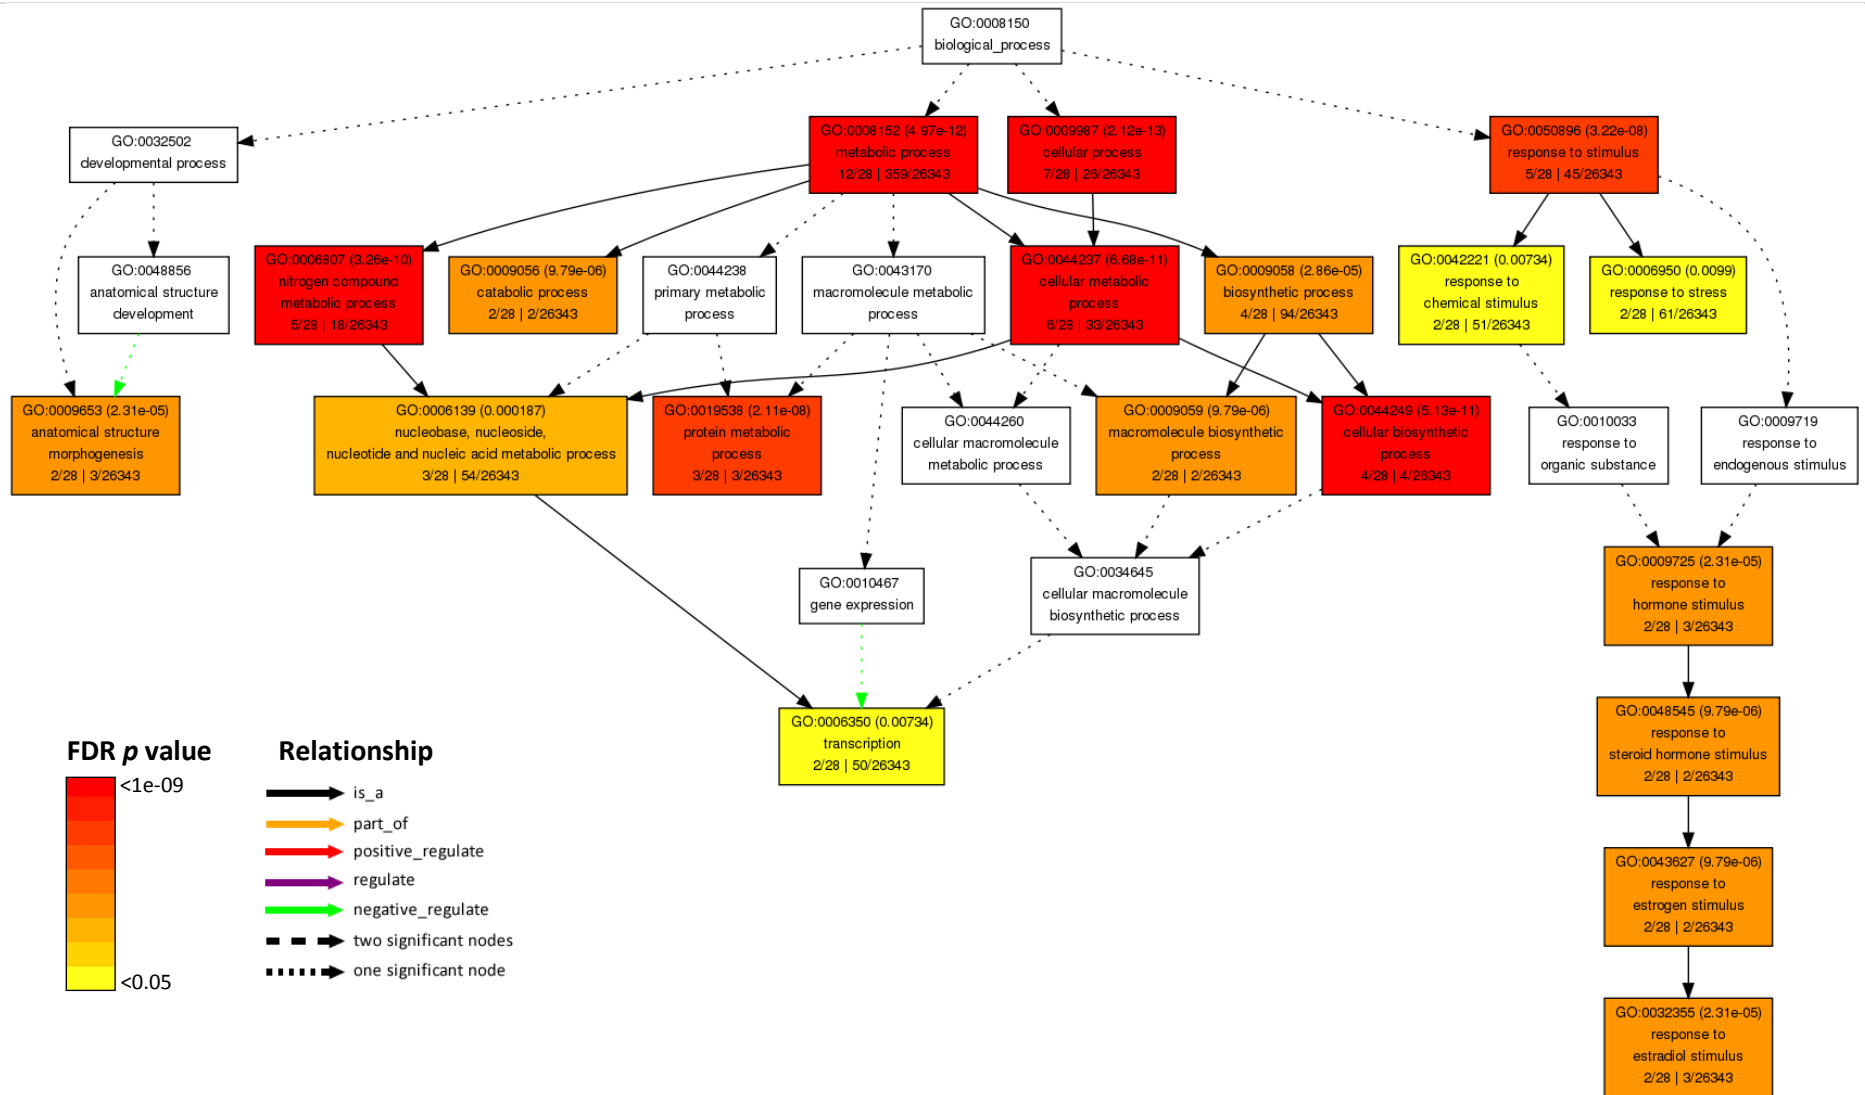 GO:0008150
biological_process
GO:0032502
developmental process
GO:0008152 (4.97e-12)
metabolic process
12/28 | 359/26343
GO:0009987 (2.12e-13)
cellular process
7/28 | 26/26343
GO:0050896 (3.22e-08)
response to stimulus
5/28 | 45/26343
GO:0048856
anatomical structure
development
GO:0006807 (3.26e-10)
nitrogen compound
metabolic process
5/28 | 18/26343
GO:0009056 (9.79e-06)
catabolic process
2/28 | 2/26343
GO:0044238
primary metabolic
process
GO:0043170
macromolecule metabolic
process
GO:0044237 (6.68e-11)
cellular metabolic
process
6/28 | 33/26343
GO:0009058 (2.86e-05)
biosynthetic process
4/28 | 94/26343
GO:0042221 (0.00734)
response to
chemical stimulus
2/28 | 51/26343
GO:0006950 (0.0099)
response to stress
2/28 | 61/26343
GO:0009653 (2.31e-05)
anatomical structure
morphogenesis
2/28 | 3/26343
GO:0006139 (0.000187)
nucleobase, nucleoside,
nucleotide and nucleic acid metabolic process
3/28 | 54/26343
GO:0019538 (2.11e-08)
protein metabolic
process
3/28 | 3/26343
GO:0044260
cellular macromolecule
metabolic process
GO:0009059 (9.79e-06)
macromolecule biosynthetic
process
2/28 | 2/26343
GO:0044249 (5.13e-11)
cellular biosynthetic
process
4/28 | 4/26343
GO:0010033
response to
organic substance
GO:0009719
response to
endogenous stimulus
GO:0010467
gene expression
GO:0034645
cellular macromolecule
biosynthetic process
GO:0009725 (2.31e-05)
response to
hormone stimulus
2/28 | 3/26343
GO:0006350 (0.00734)
transcription
2/28 | 50/26343
GO:0048545 (9.79e-06)
response to
steroid hormone stimulus
2/28 | 2/26343
GO:0043627 (9.79e-06)
response to
estrogen stimulus
2/28 | 2/26343
GO:0032355 (2.31e-05)
response to
estradiol stimulus
2/28 | 3/26343
FDR p value
<1e-09
<0.05
Relationship
is_a
part_of
positive_regulate
regulate
negative_regulate
two significant nodes
one significant node